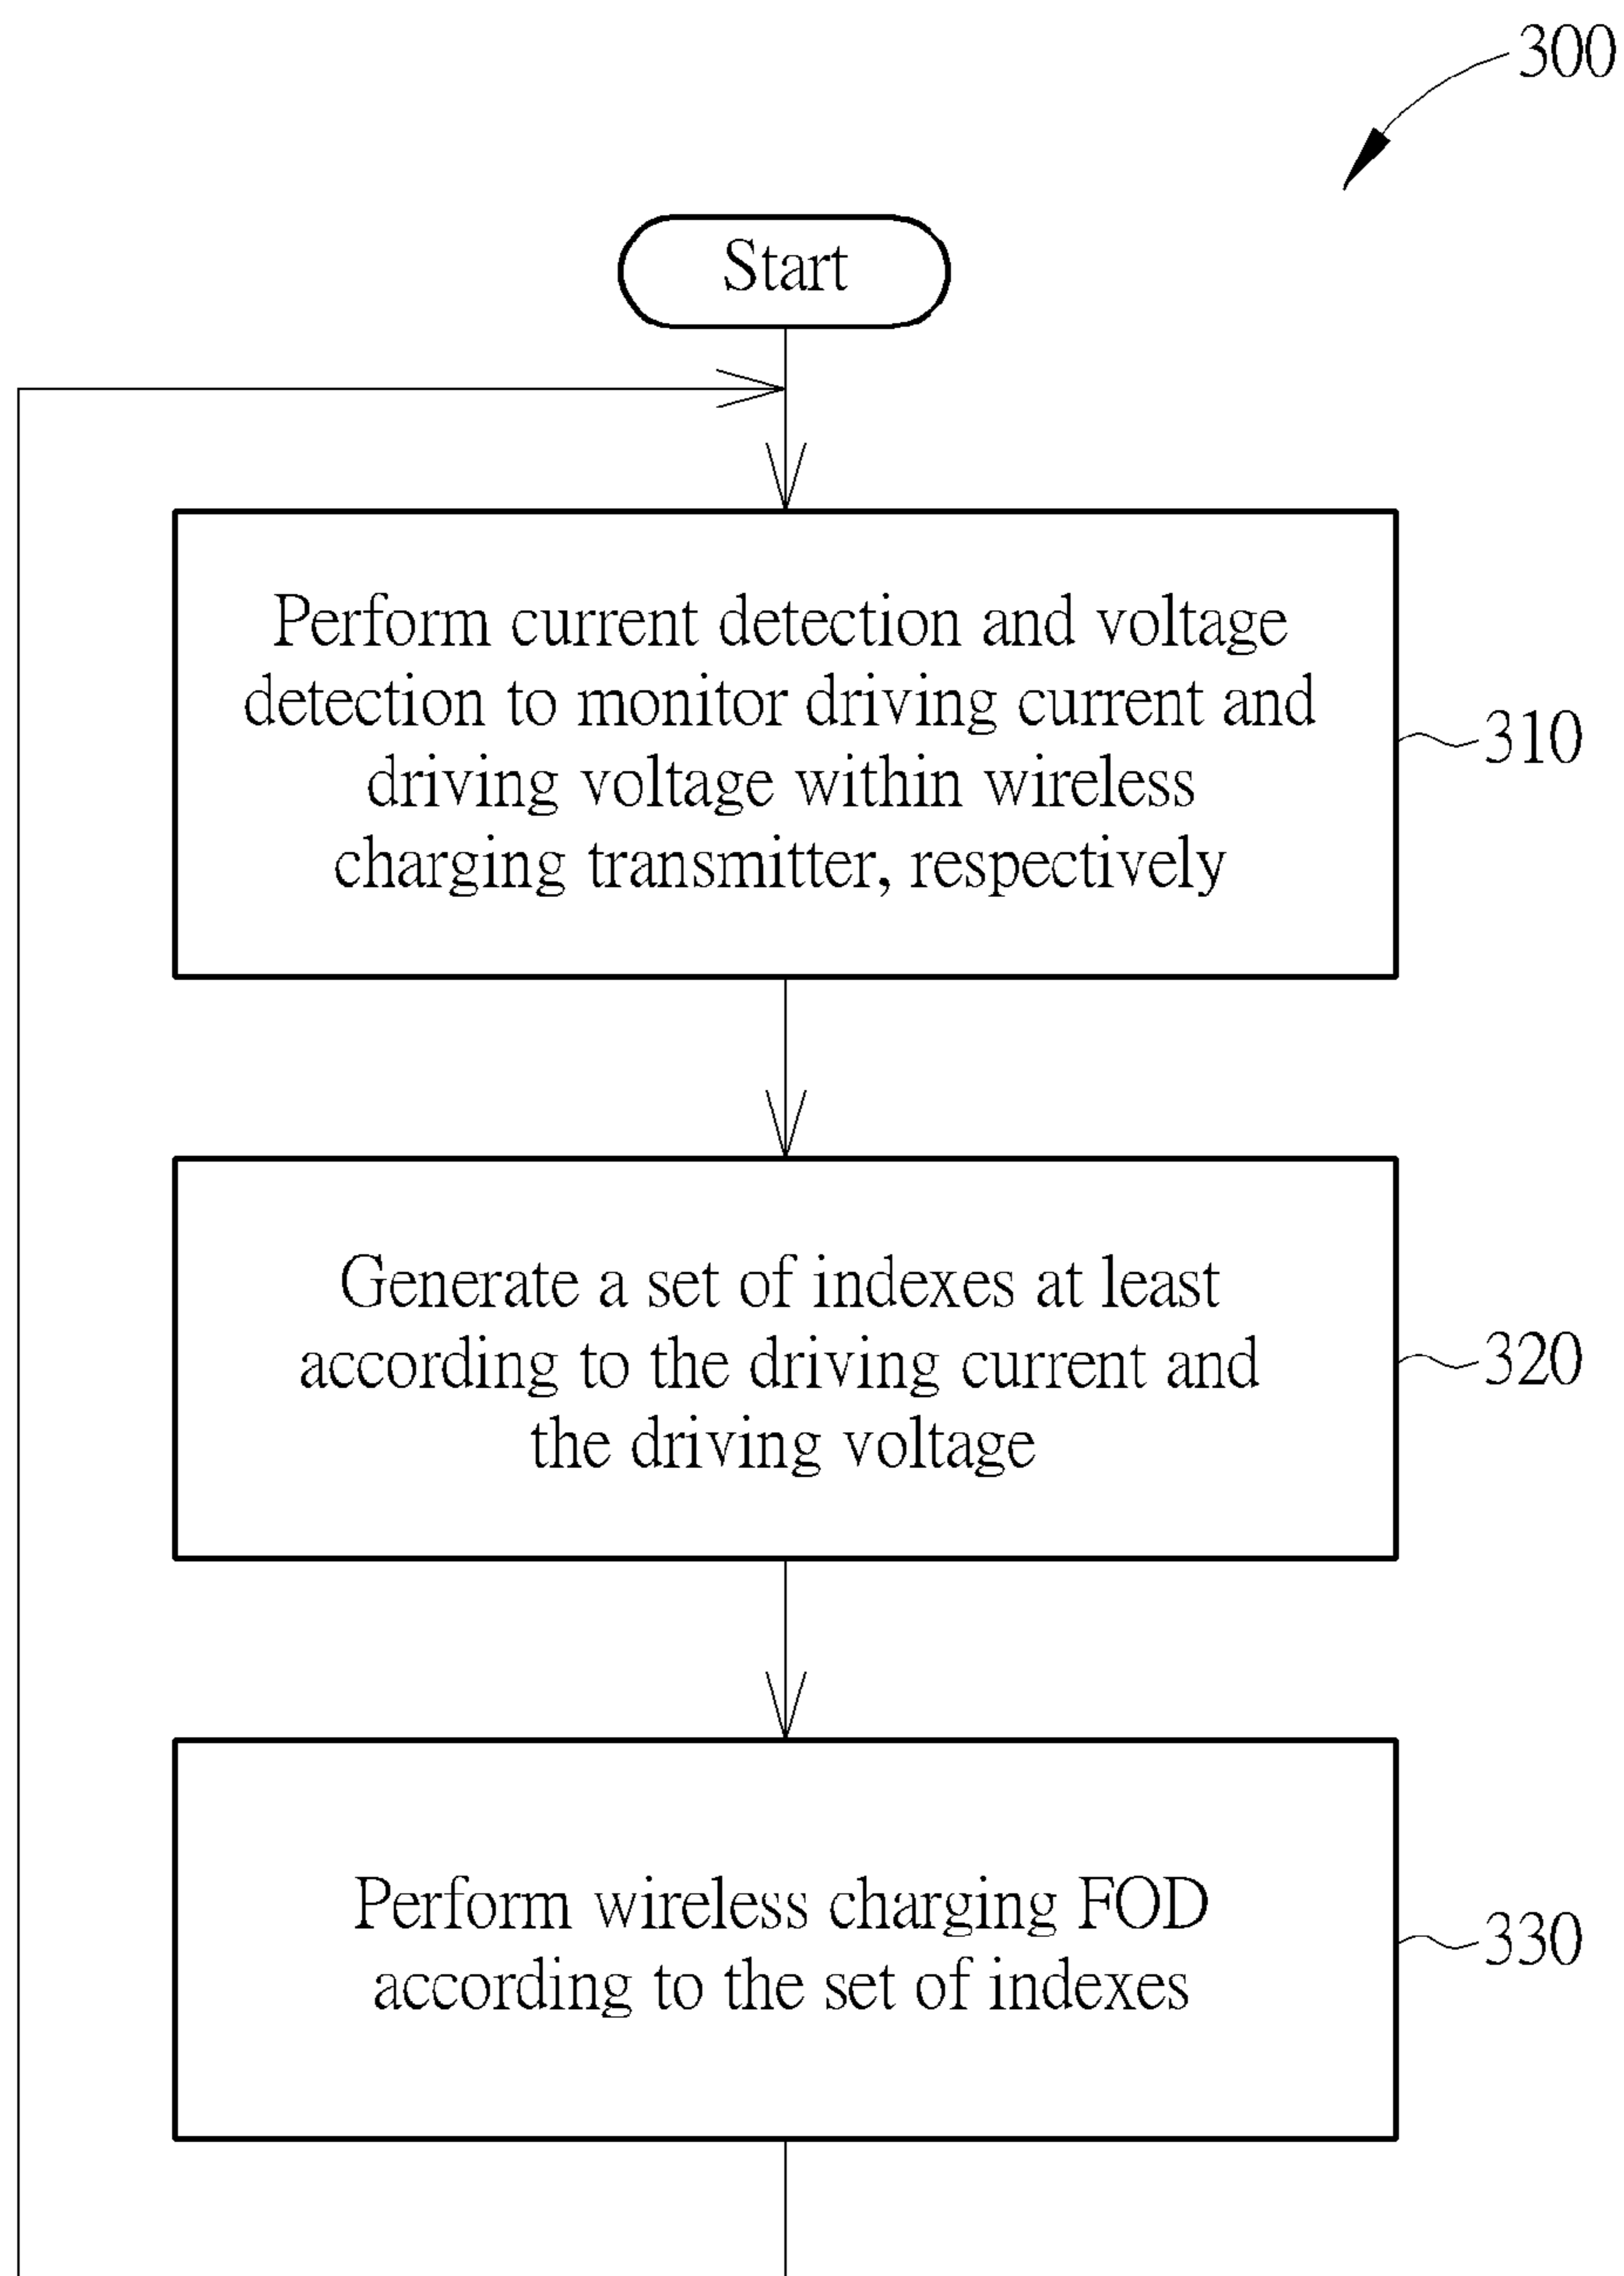 300
Start
Perform current detection and voltage
detection to monitor driving current and
driving voltage within wireless
charging transmitter, respectively
310
Generate a set of indexes at least
according to the driving current and
the driving voltage
320
Perform wireless charging FOD
according to the set of indexes
330